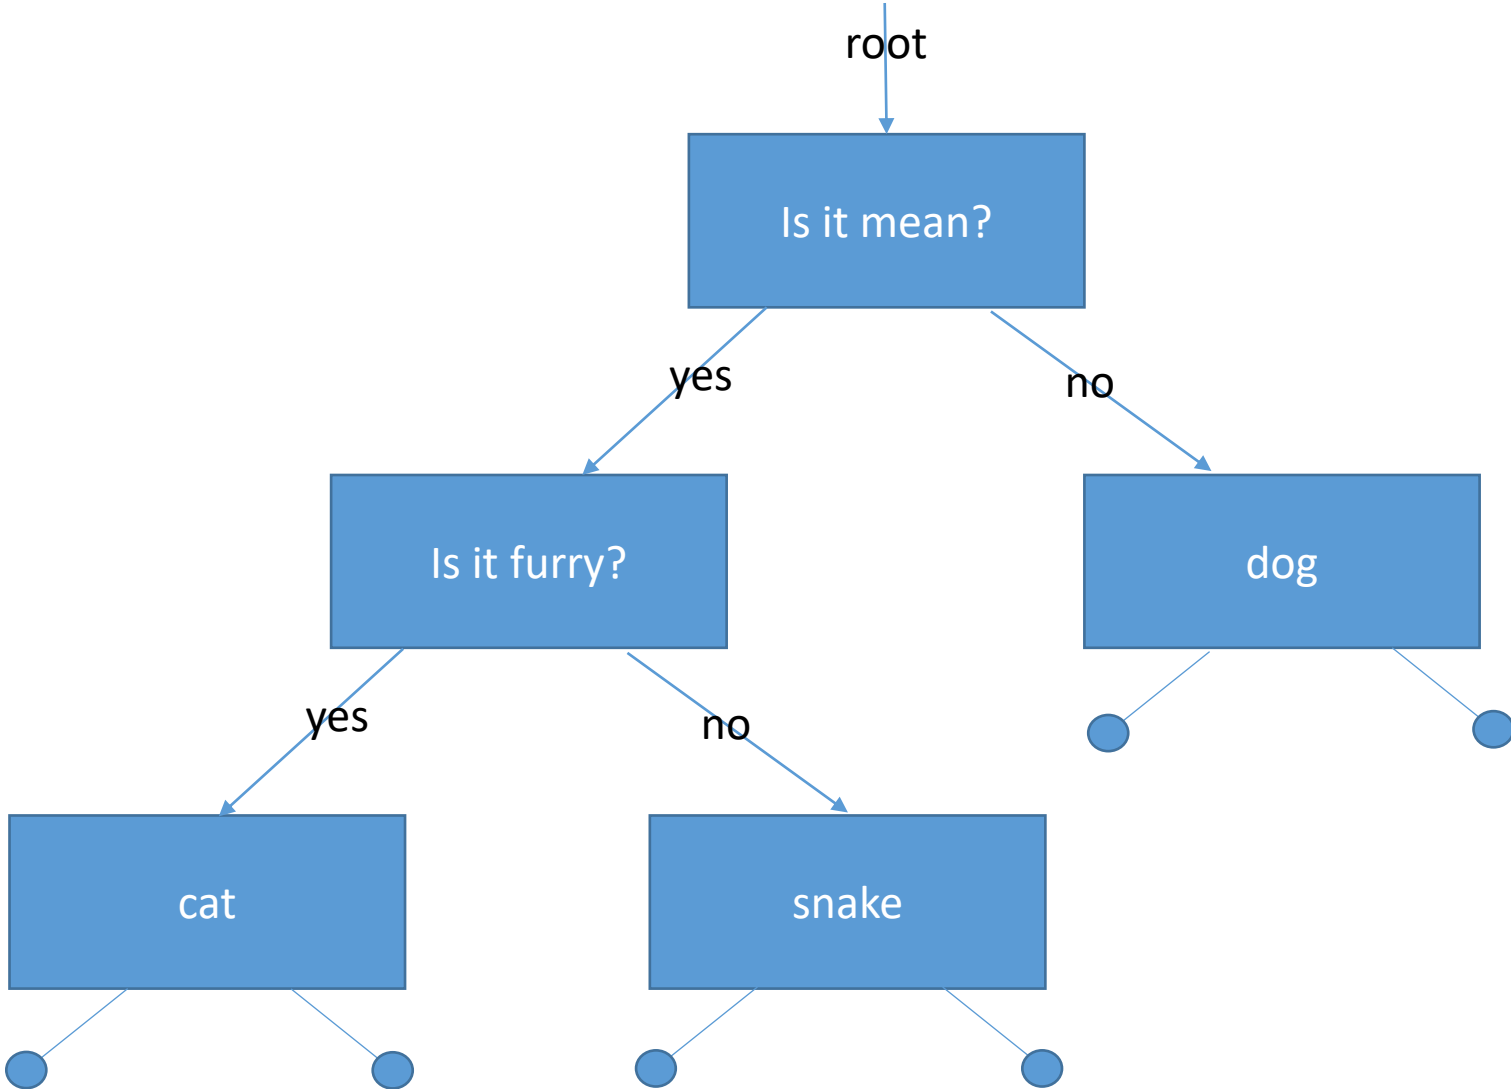 root
Is it mean?
yes
no
Is it furry?
dog
yes
no
cat
snake